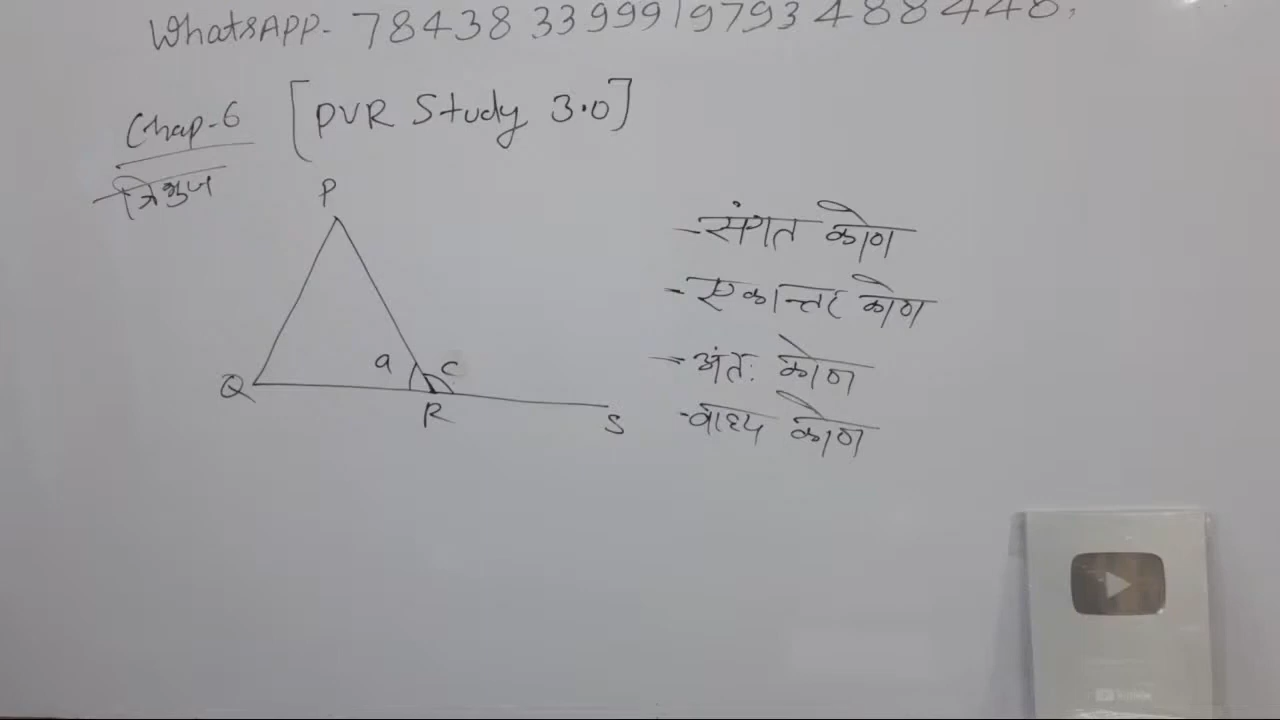 WhatsAPP- 78438 33999 | 9793 488448,
Chap-6 [PVR Study 3.0]
त्रिभुज
P
a
c
Q
R
S
- संगत कोण
- एकान्तर कोण
- अंतः कोण
- वाह्य कोण